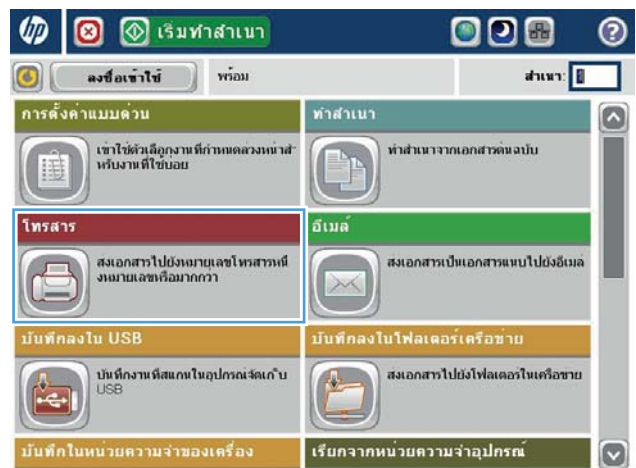 hp
เริ่มทำสำเนา
?
ลงชื่อเข้าใช้
พร้อม
สำเนา:
การตั้งค่าแบบด่วน
ทำสำเนา
เข้าใช้ตัวเลือกงานที่กำหนดล่วงหน้าสำ
หรับงานที่ใช้บ่อย
ทำสำเนาจากเอกสารต้นฉบับ
โทรสาร
อีเมล
ส่งเอกสารไปยังหมายเลขโทรสารหนึ่
งหมายเลขหรือมากกว่า
ส่งเอกสารเป็นเอกสารแนบไปยังอีเมล
บันทึกลงใน USB
บันทึกลงในโฟลเดอร์เครือข่าย
บันทึกงานที่สแกนในอุปกรณ์จัดเก็บ
USB
ส่งเอกสารไปยังโฟลเดอร์ในเครือข่าย
บันทึกในหน่วยความจำของเครื่อง
เรียกจากหน่วยความจำอุปกรณ์